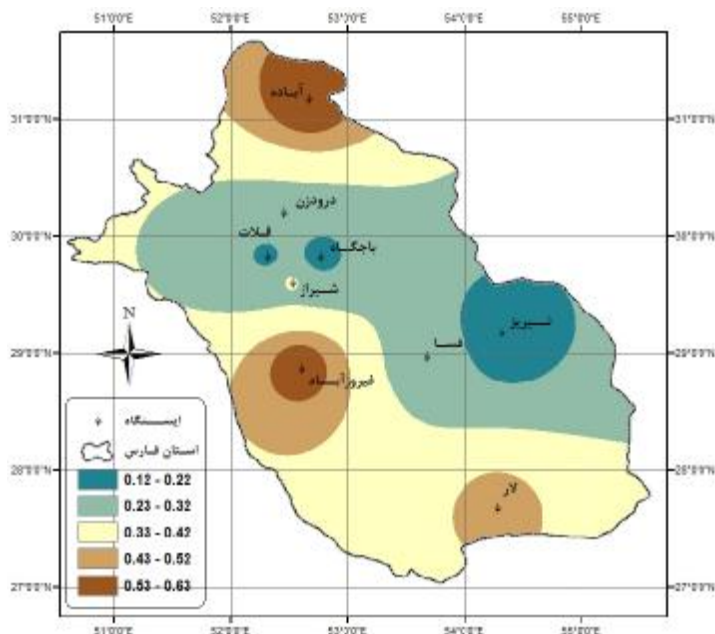 51°0'0"E 52°0'0"E 53°0'0"E 54°0'0"E 55°0'0"E
آباده
31°0'0"N 31°0'0"N
درودزن
قلات
باجگاه
30°0'0"N 30°0'0"N
شیراز
نیریز
فسا
N
29°0'0"N 29°0'0"N
فیروزآباد
ایستگاه
استان فارس
28°0'0"N 28°0'0"N
0.12 - 0.22
لار
0.23 - 0.32
0.33 - 0.42
0.43 - 0.52
27°0'0"N 27°0'0"N
0.53 - 0.63
51°0'0"E 52°0'0"E 53°0'0"E 54°0'0"E 55°0'0"E